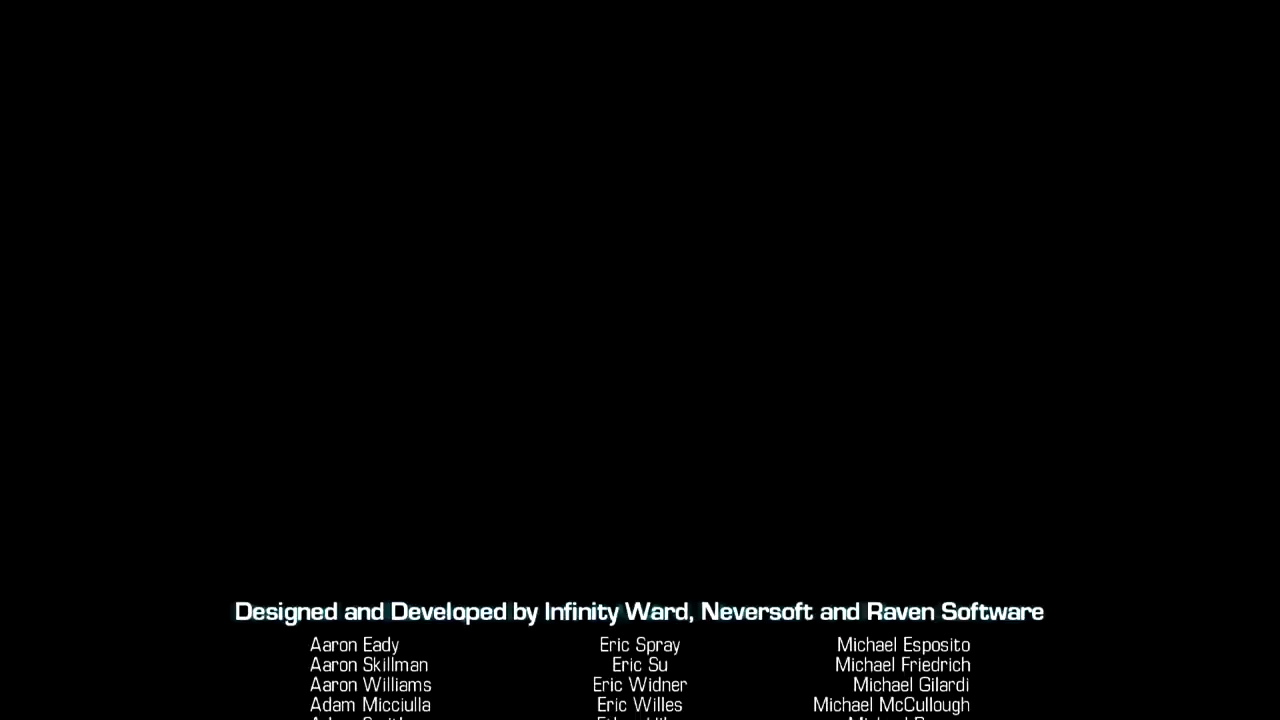 Designed and Developed by Infinity Ward, Neversoft and Raven Software
Aaron Eady Eric Spray Michael Esposito
Aaron Skillman Eric Su Michael Friedrich
Aaron Williams Eric Widner Michael Gilardi
Adam Micciulla Eric Willes Michael McCullough